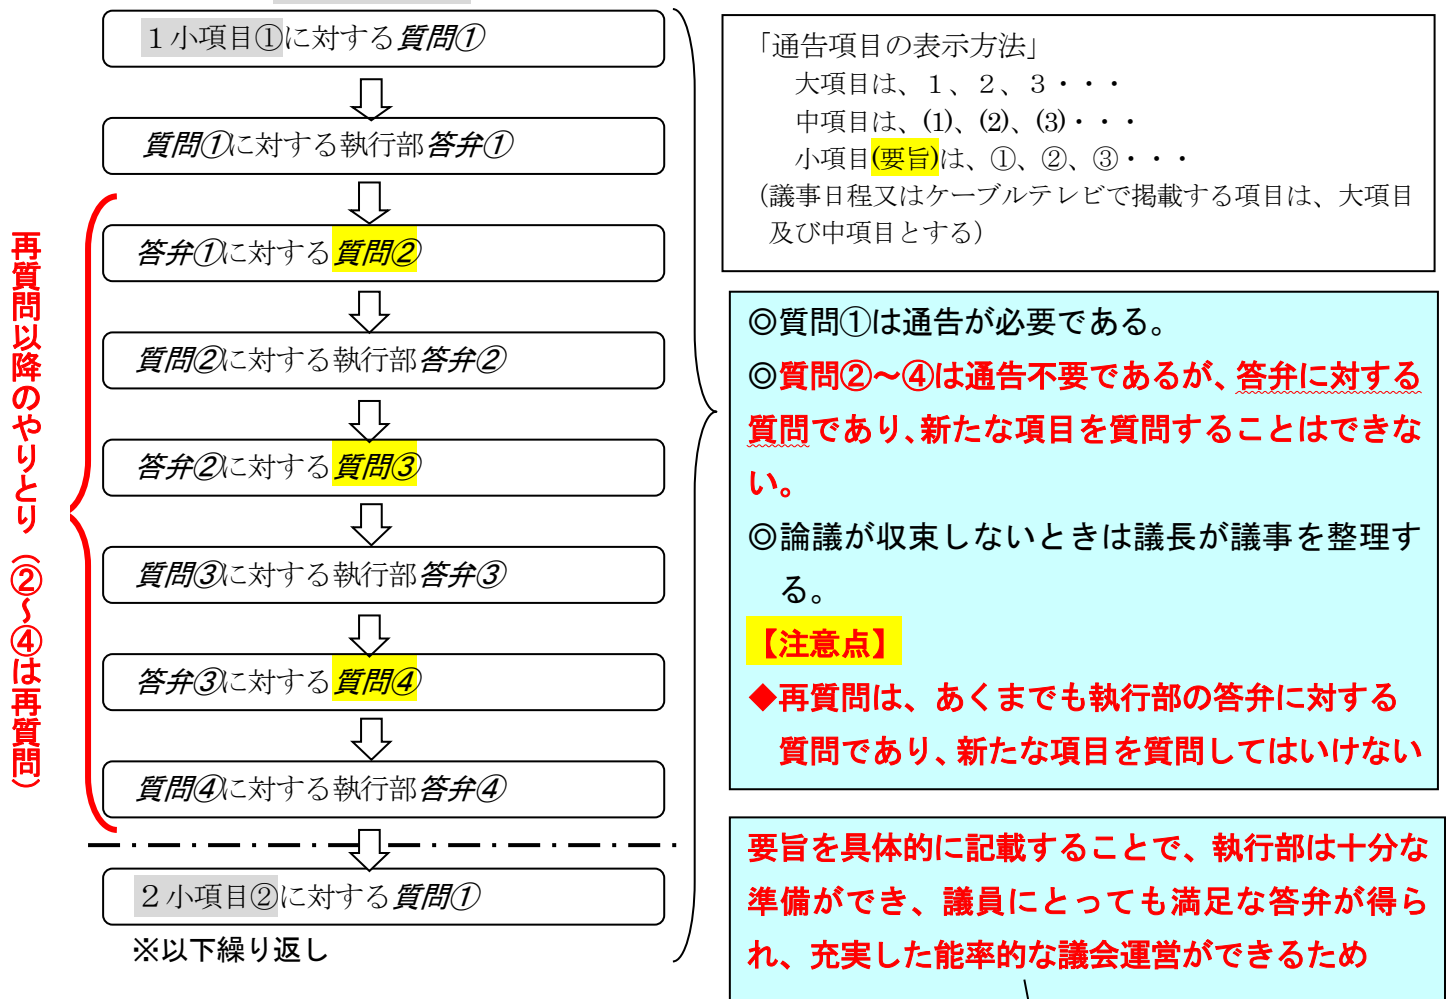 １小項目①に対する質問①
質問①に対する執行部答弁①
答弁①に対する質問②
質問②に対する執行部答弁②
答弁②に対する質問③
質問③に対する執行部答弁③
答弁③に対する質問④
質問④に対する執行部答弁④
２小項目②に対する質問①
※以下繰り返し
再質問以降のやりとり（②～④は再質問）
「通告項目の表示方法」
大項目は、１、２、３・・・
中項目は、(1)、(2)、(3)・・・
小項目(要旨)は、①、②、③・・・
（議事日程又はケーブルテレビで掲載する項目は、大項目
及び中項目とする）
◎質問①は通告が必要である。
◎質問②～④は通告不要であるが、答弁に対する
質問であり、新たな項目を質問することはできな
い。
◎論議が収束しないときは議長が議事を整理す
る。
【注意点】
◆再質問は、あくまでも執行部の答弁に対する
質問であり、新たな項目を質問してはいけない
要旨を具体的に記載することで、執行部は十分な
準備ができ、議員にとっても満足な答弁が得ら
れ、充実した能率的な議会運営ができるため